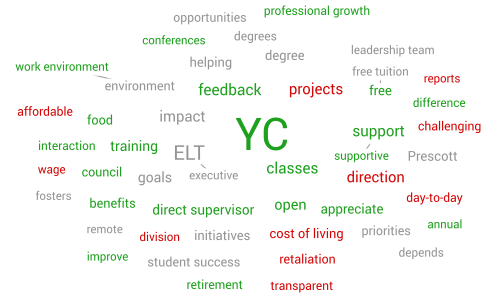 professional growth
opportunities
conferences
degrees
leadership team
helping
degree
work environment
environment
free tuition
reports
feedback
projects
free
difference
affordable
food
impact
YC
support
challenging
interaction
training
ELT
supportive
Prescott
wage
council
goals
executive
classes
direction
fosters
benefits
direct supervisor
open
appreciate
day-to-day
remote
division
initiatives
cost of living
priorities
annual
improve
student success
retaliation
depends
retirement
transparent